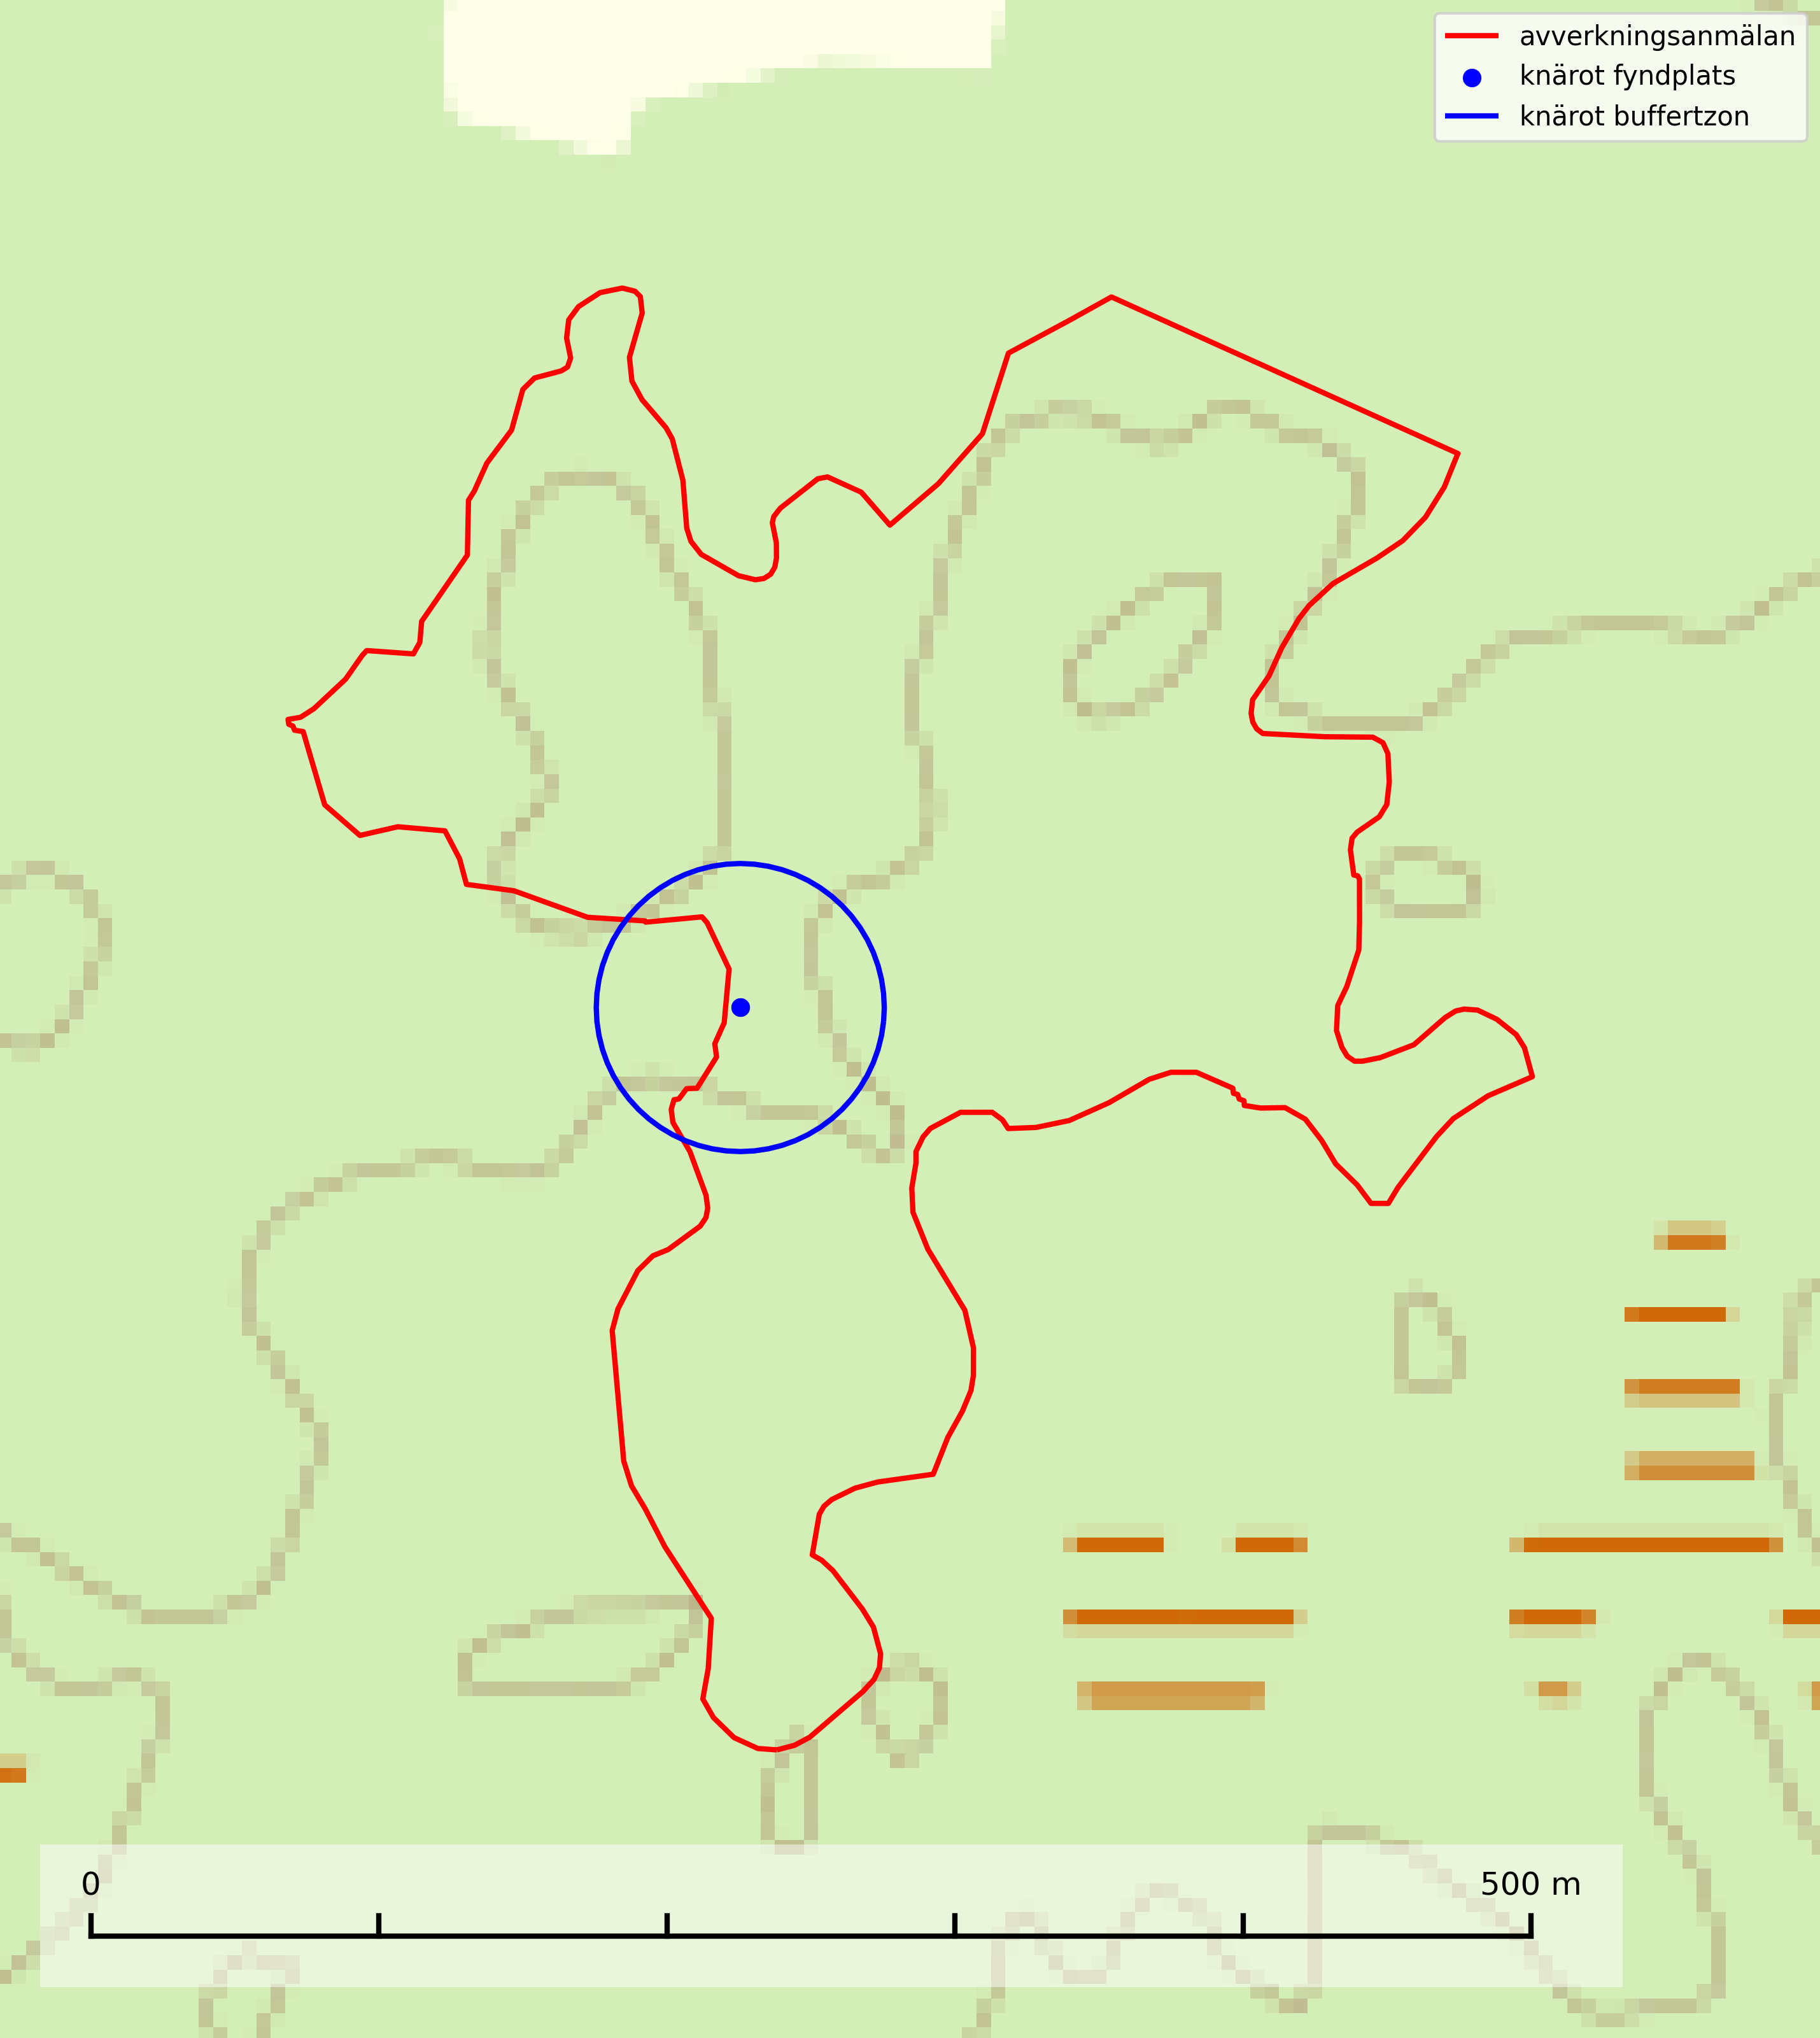 avverkningsanmälan
knärot fyndplats
knärot buffertzon
0
500 m